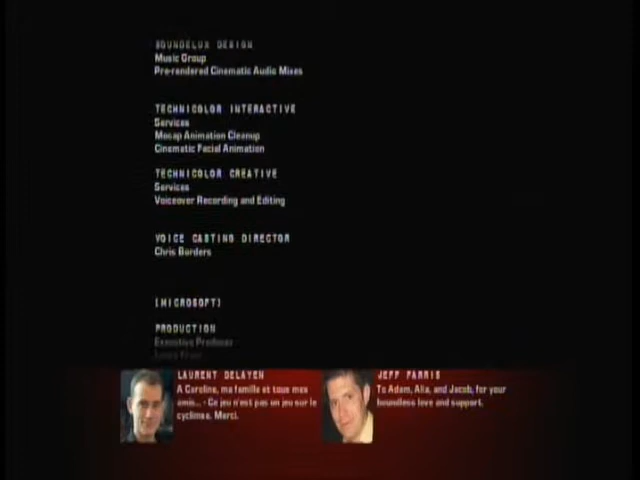 SOUNDELUX DESIGN
Music Group
Pre-rendered Cinematic Audio Mixes
TECHNICOLOR INTERACTIVE
Services
Mocap Animation Cleanup
Cinematic Facial Animation
TECHNICOLOR CREATIVE
Services
Voiceover Recording and Editing
VOICE CASTING DIRECTOR
Chris Borders
[MICROSOFT]
PRODUCTION
Executive Producer
LAURENT DELAYEN
A Caroline, ma famille et tous mes
amis... - Ce jeu n'est pas un jeu sur le
cyclimse. Merci.
JEFF FARRIS
To Adam, Alia, and Jacob, for your
boundless love and support.